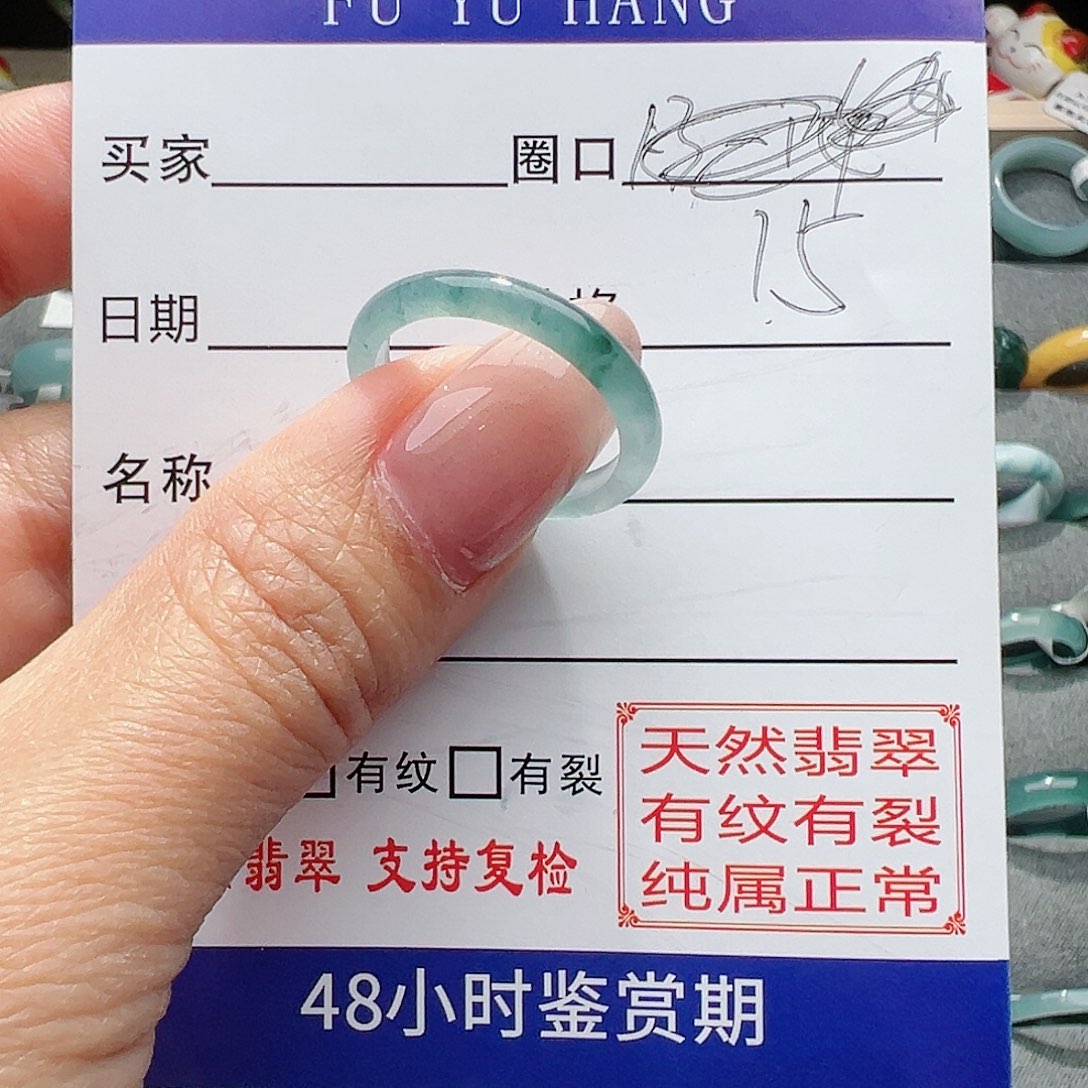 FU YU HANG
买家 圈口
15
日期
名称
有纹 有裂
翡翠 支持复检
天然翡翠
有纹有裂
纯属正常
48小时鉴赏期